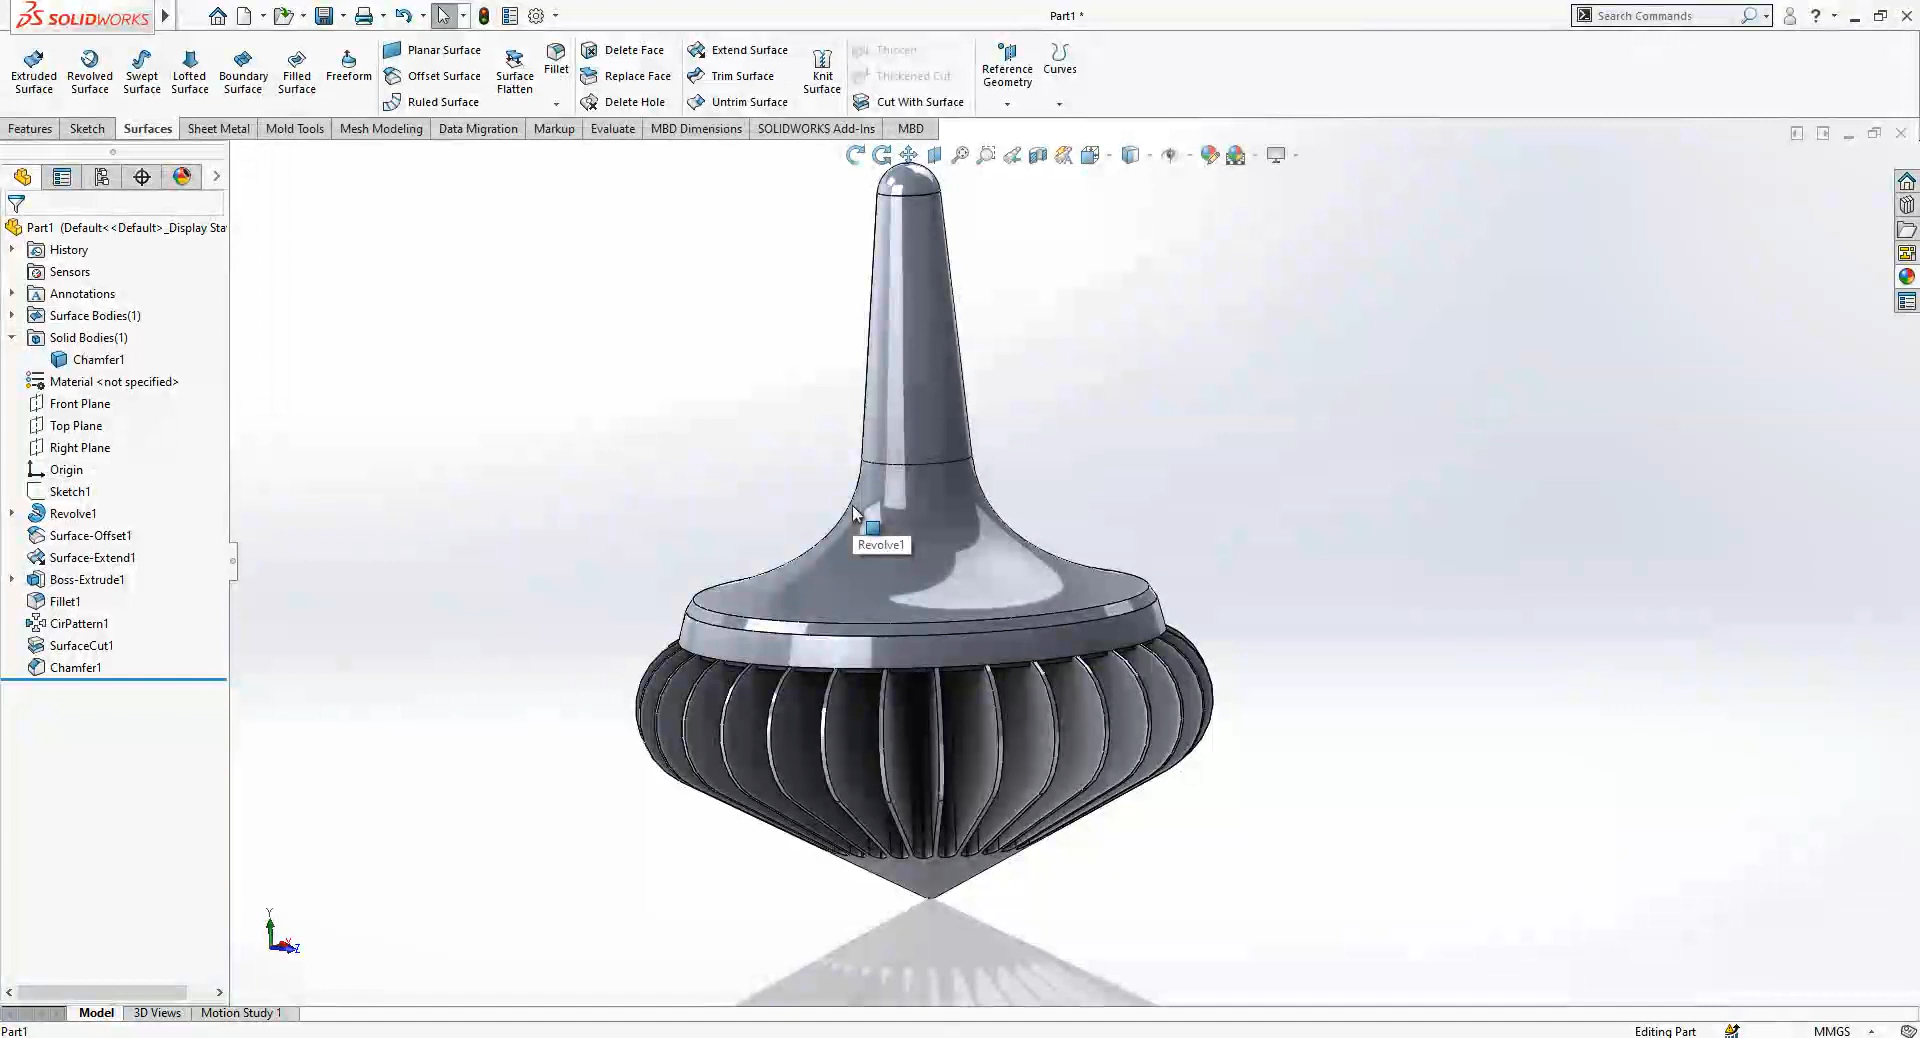 SOLIDWORKS
Part1 *
Search Commands
?
Extruded Surface
Revolved Surface
Swept Surface
Lofted Surface
Boundary Surface
Filled Surface
Freeform
Planar Surface
Offset Surface
Ruled Surface
Surface Flatten
Fillet
Delete Face
Replace Face
Delete Hole
Extend Surface
Trim Surface
Untrim Surface
Knit Surface
Thicken
Thickened Cut
Cut With Surface
Reference Geometry
Curves
Features
Sketch
Surfaces
Sheet Metal
Mold Tools
Mesh Modeling
Data Migration
Markup
Evaluate
MBD Dimensions
SOLIDWORKS Add-Ins
MBD
Part1 (Default<<Default>_Display Sta
History
Sensors
Annotations
Surface Bodies(1)
Solid Bodies(1)
Chamfer1
Material <not specified>
Front Plane
Top Plane
Right Plane
Origin
Sketch1
Revolve1
Surface-Offset1
Surface-Extend1
Boss-Extrude1
Fillet1
CirPattern1
SurfaceCut1
Chamfer1
Revolve1
Y
X
Z
Model
3D Views
Motion Study 1
Part1
Editing Part
MMGS